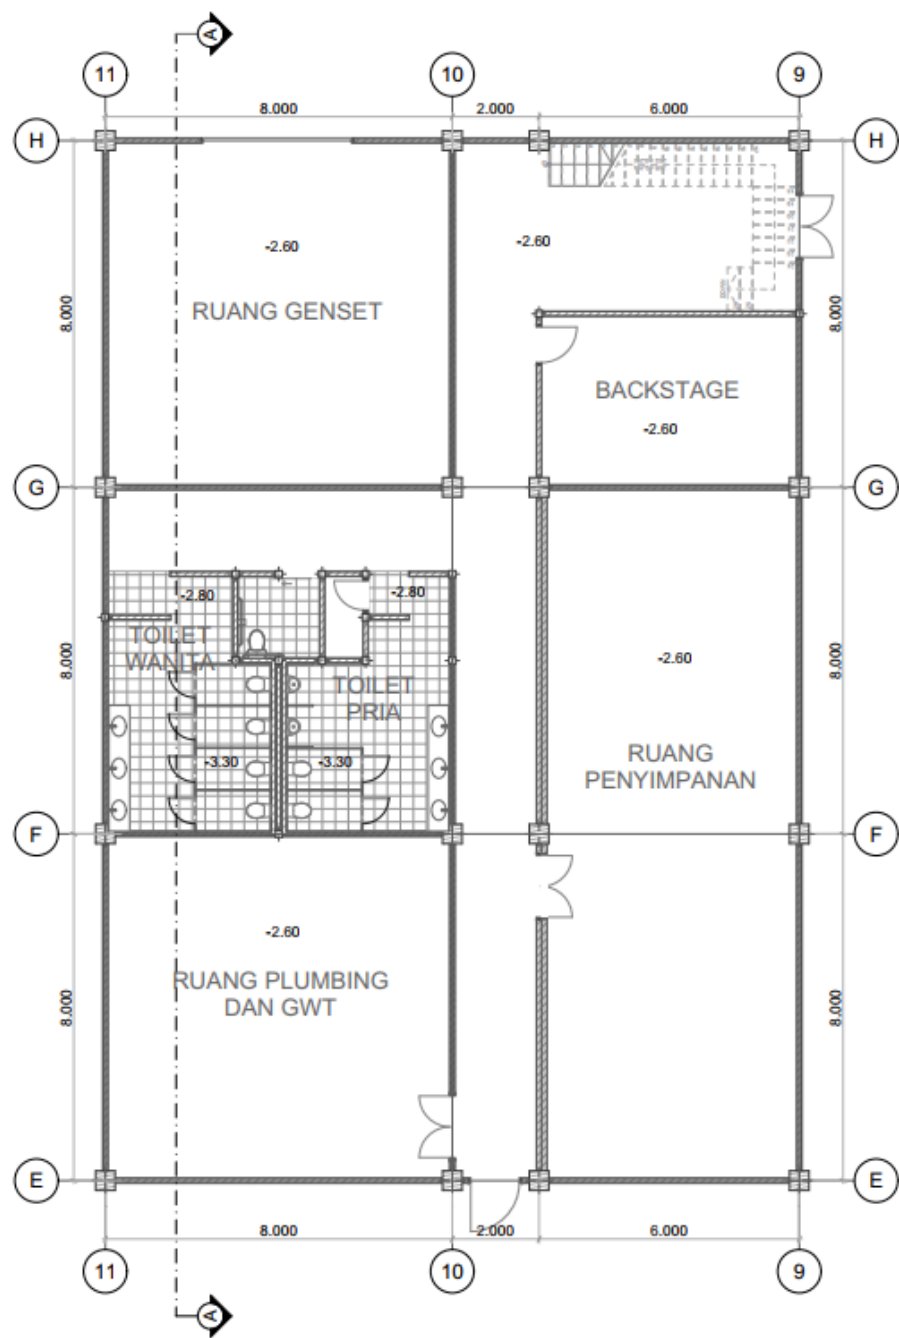 A
11
10
9
8.000
2.000
6.000
H
H
-2.60
-2.60
RUANG GENSET
8.000
8.000
BACKSTAGE
-2.60
G
G
-2.80
-2.80
TOILET
WANITA
TOILET
PRIA
8.000
8.000
-2.60
RUANG
PENYIMPANAN
-3.30
-3.30
F
F
-2.60
RUANG PLUMBING
DAN GWT
8.000
8.000
E
E
8.000
2.000
6.000
11
10
9
A